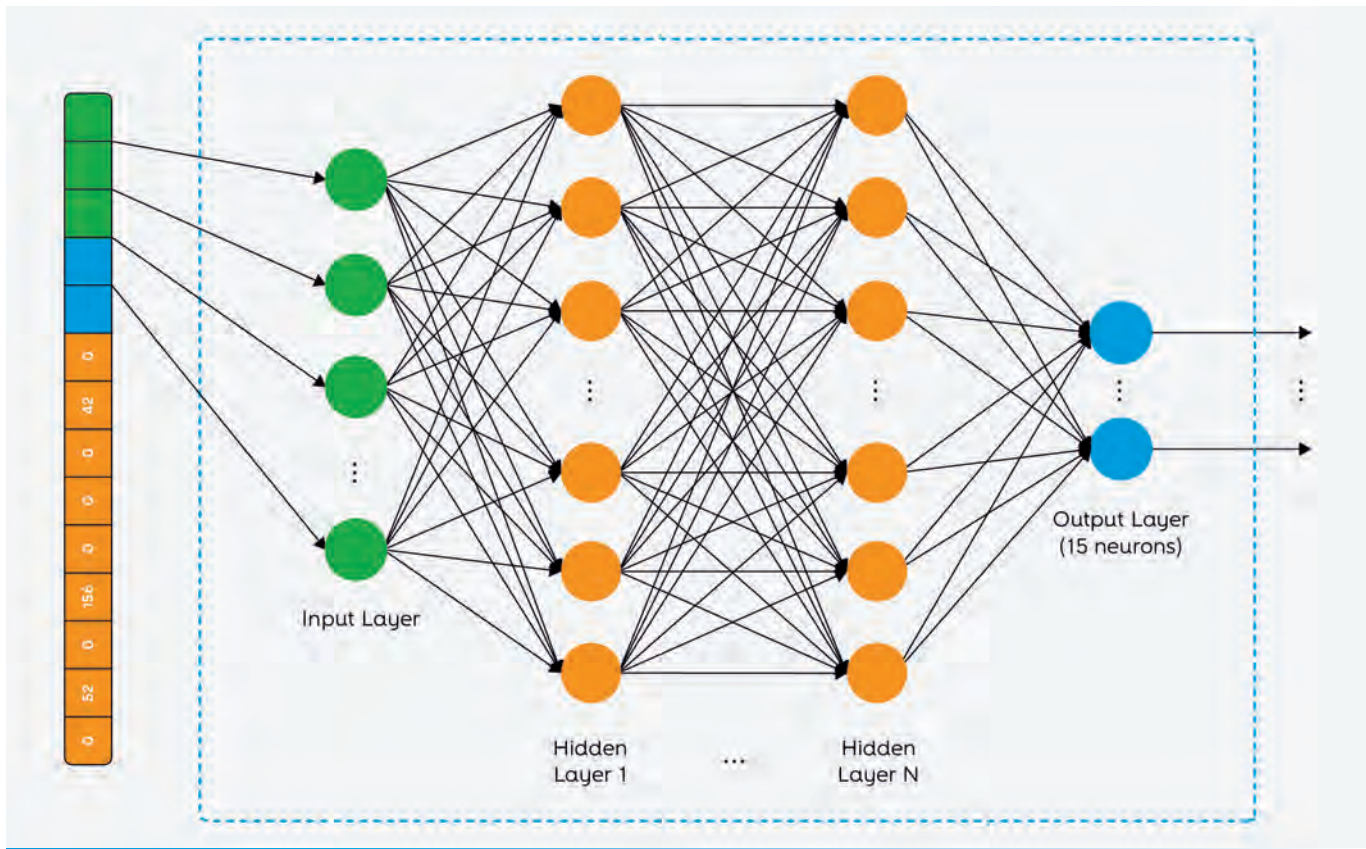 0
42
0
0
0
156
0
52
0
Input Layer
Hidden
Layer 1
...
Hidden
Layer N
Output Layer
(15 neurons)